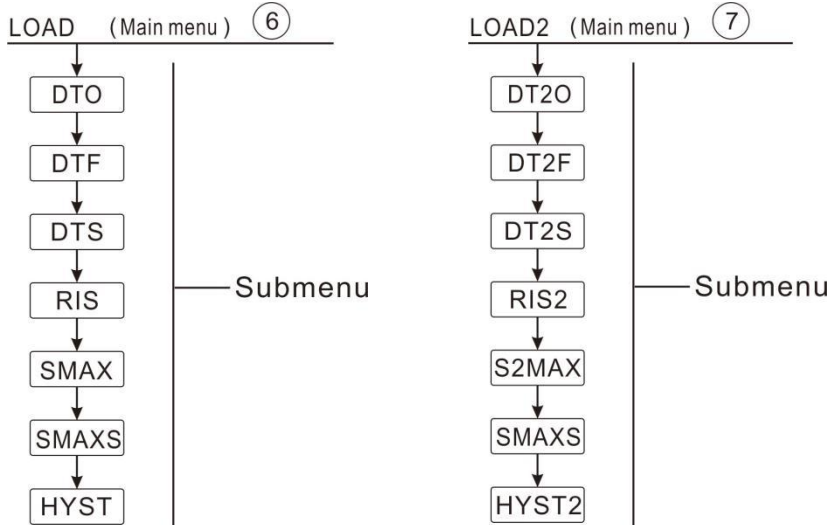 LOAD (Main menu) 6
DTO
DTF
DTS
RIS
SMAX
SMAXS
HYST
Submenu
LOAD2 (Main menu) 7
DT2O
DT2F
DT2S
RIS2
S2MAX
SMAXS
HYST2
Submenu